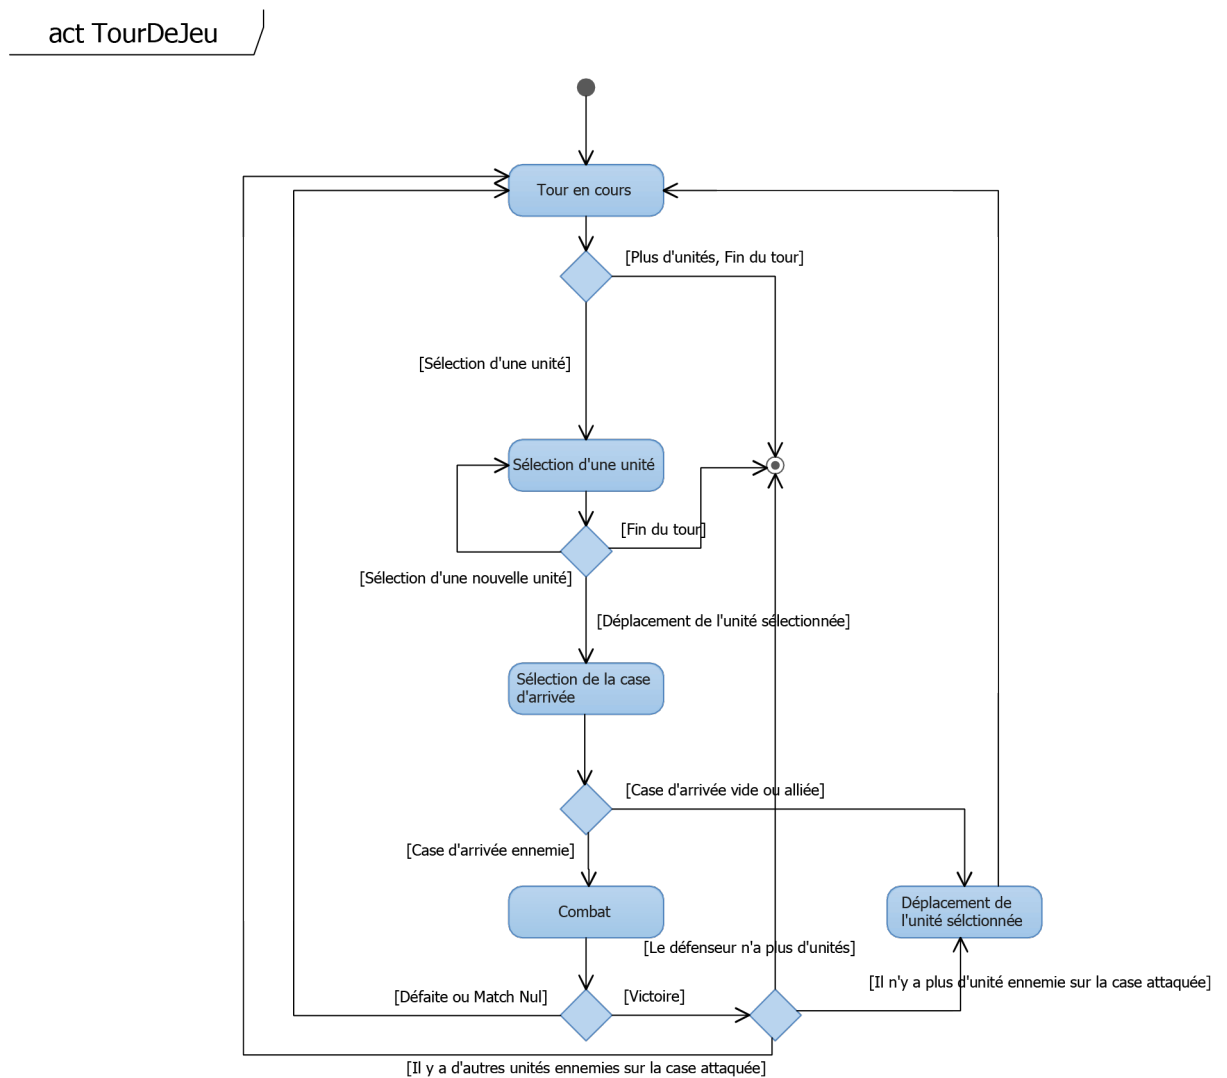 act TourDeJeu
Tour en cours
[Plus d'unités, Fin du tour]
[Sélection d'une unité]
Sélection d'une unité
[Fin du tour]
[Sélection d'une nouvelle unité]
[Déplacement de l'unité sélectionnée]
Sélection de la case
d'arrivée
[Case d'arrivée vide ou alliée]
[Case d'arrivée ennemie]
Combat
Déplacement de
l'unité sélctionnée
[Le défenseur n'a plus d'unités]
[Il n'y a plus d'unité ennemie sur la case attaquée]
[Défaite ou Match Nul]
[Victoire]
[Il y a d'autres unités ennemies sur la case attaquée]